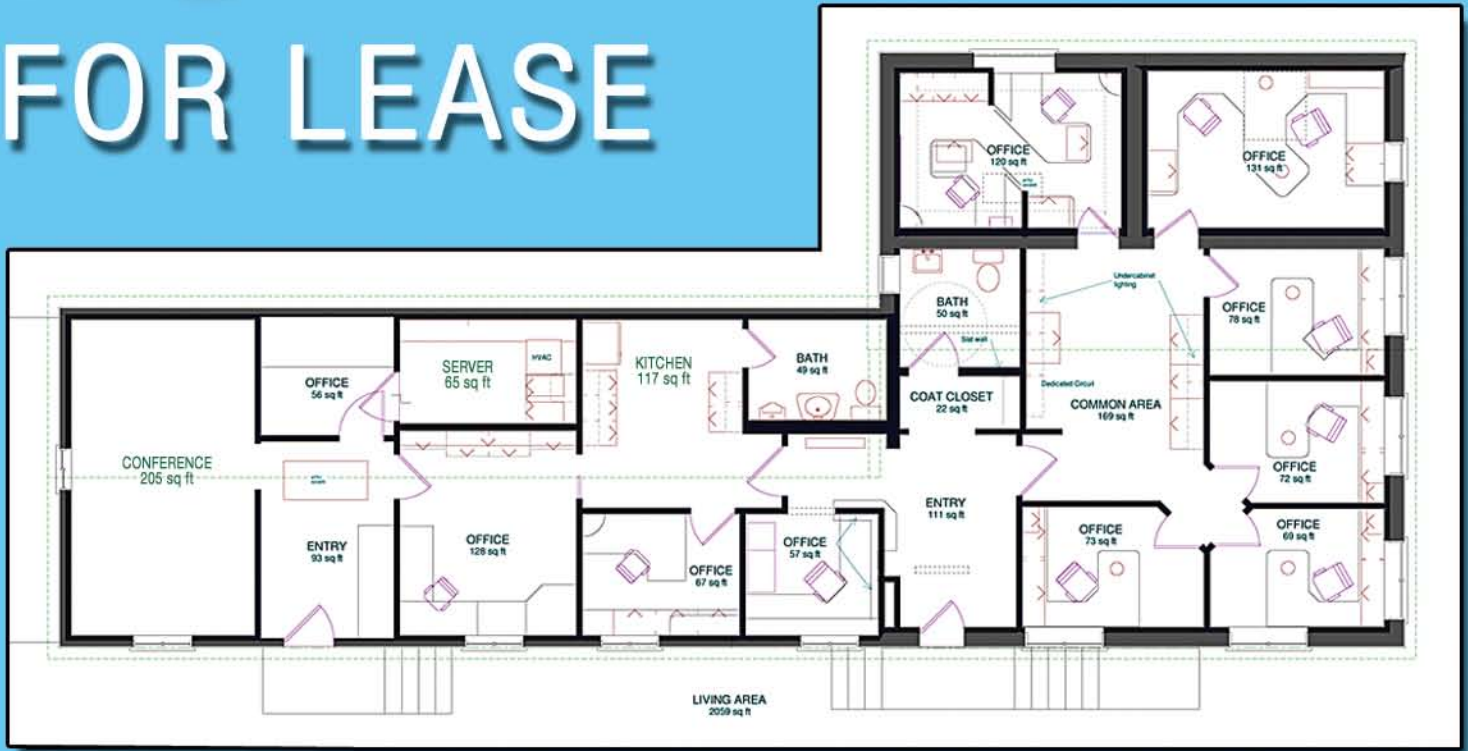 FOR LEASE
OFFICE
120 sq ft
OFFICE
131 sq ft
BATH
50 sq ft
Slat wall
Undercabinet
lighting
OFFICE
78 sq ft
CONFERENCE
205 sq ft
OFFICE
56 sq ft
SERVER
65 sq ft
HVAC
KITCHEN
117 sq ft
BATH
49 sq ft
COAT CLOSET
22 sq ft
Dedicated Circuit
COMMON AREA
169 sq ft
OFFICE
72 sq ft
ENTRY
93 sq ft
OFFICE
128 sq ft
OFFICE
67 sq ft
OFFICE
57 sq ft
ENTRY
111 sq ft
OFFICE
73 sq ft
OFFICE
69 sq ft
LIVING AREA
2059 sq ft